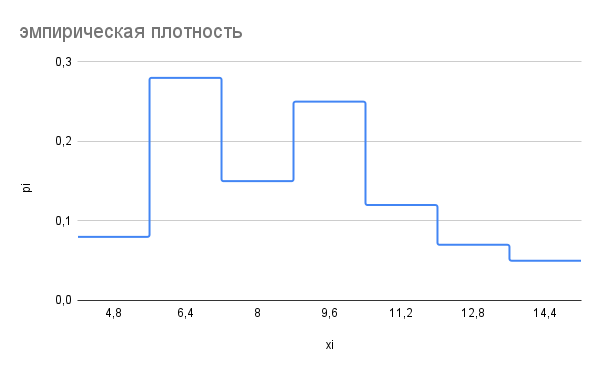 эмпирическая плотность
0,3
0,2
0,1
0,0
pi
4,8 6,4 8 9,6 11,2 12,8 14,4
xi